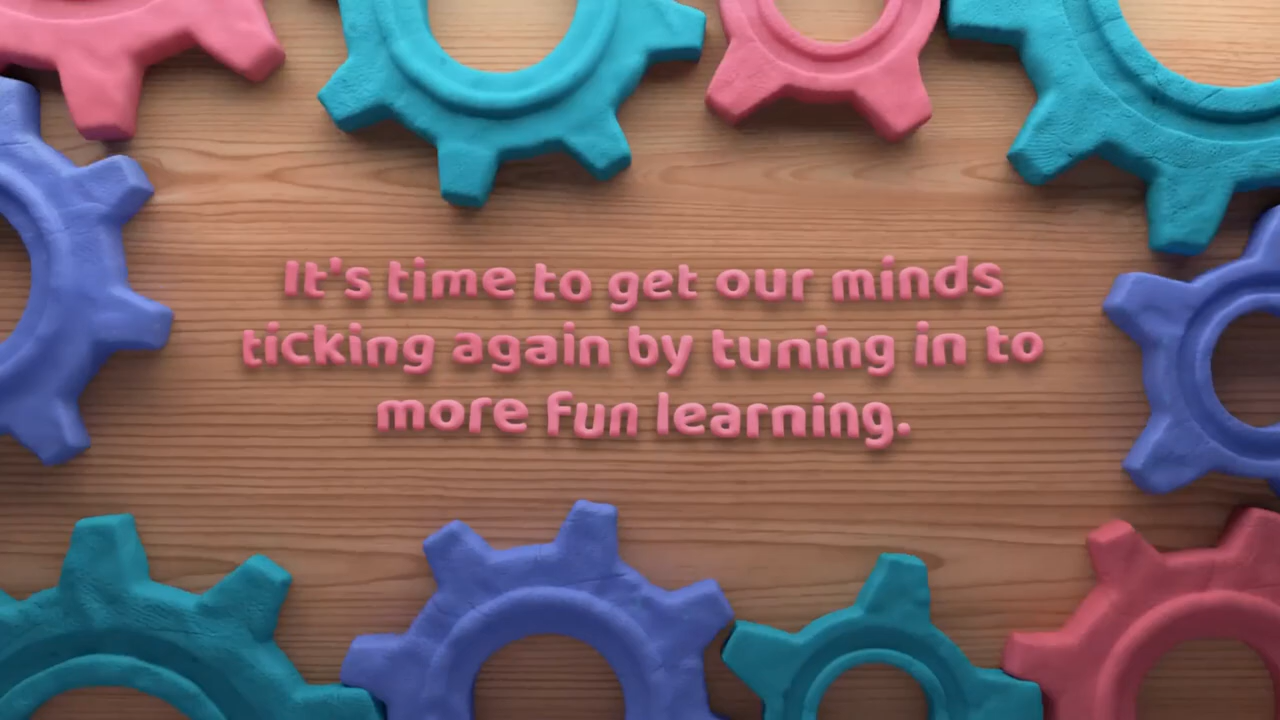 It's time to get our minds
ticking again by tuning in to
more fun learning.